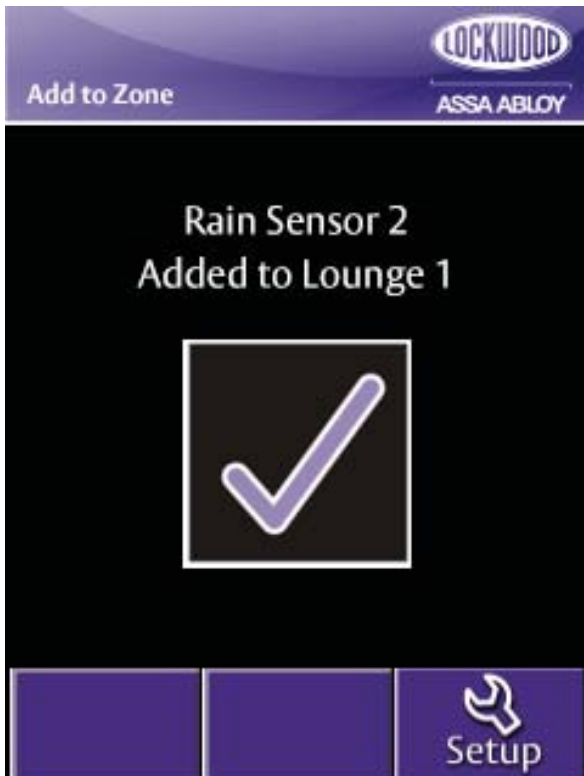 LOCKWOOD
Add to Zone
ASSA ABLOY
Rain Sensor 2
Added to Lounge 1
Setup